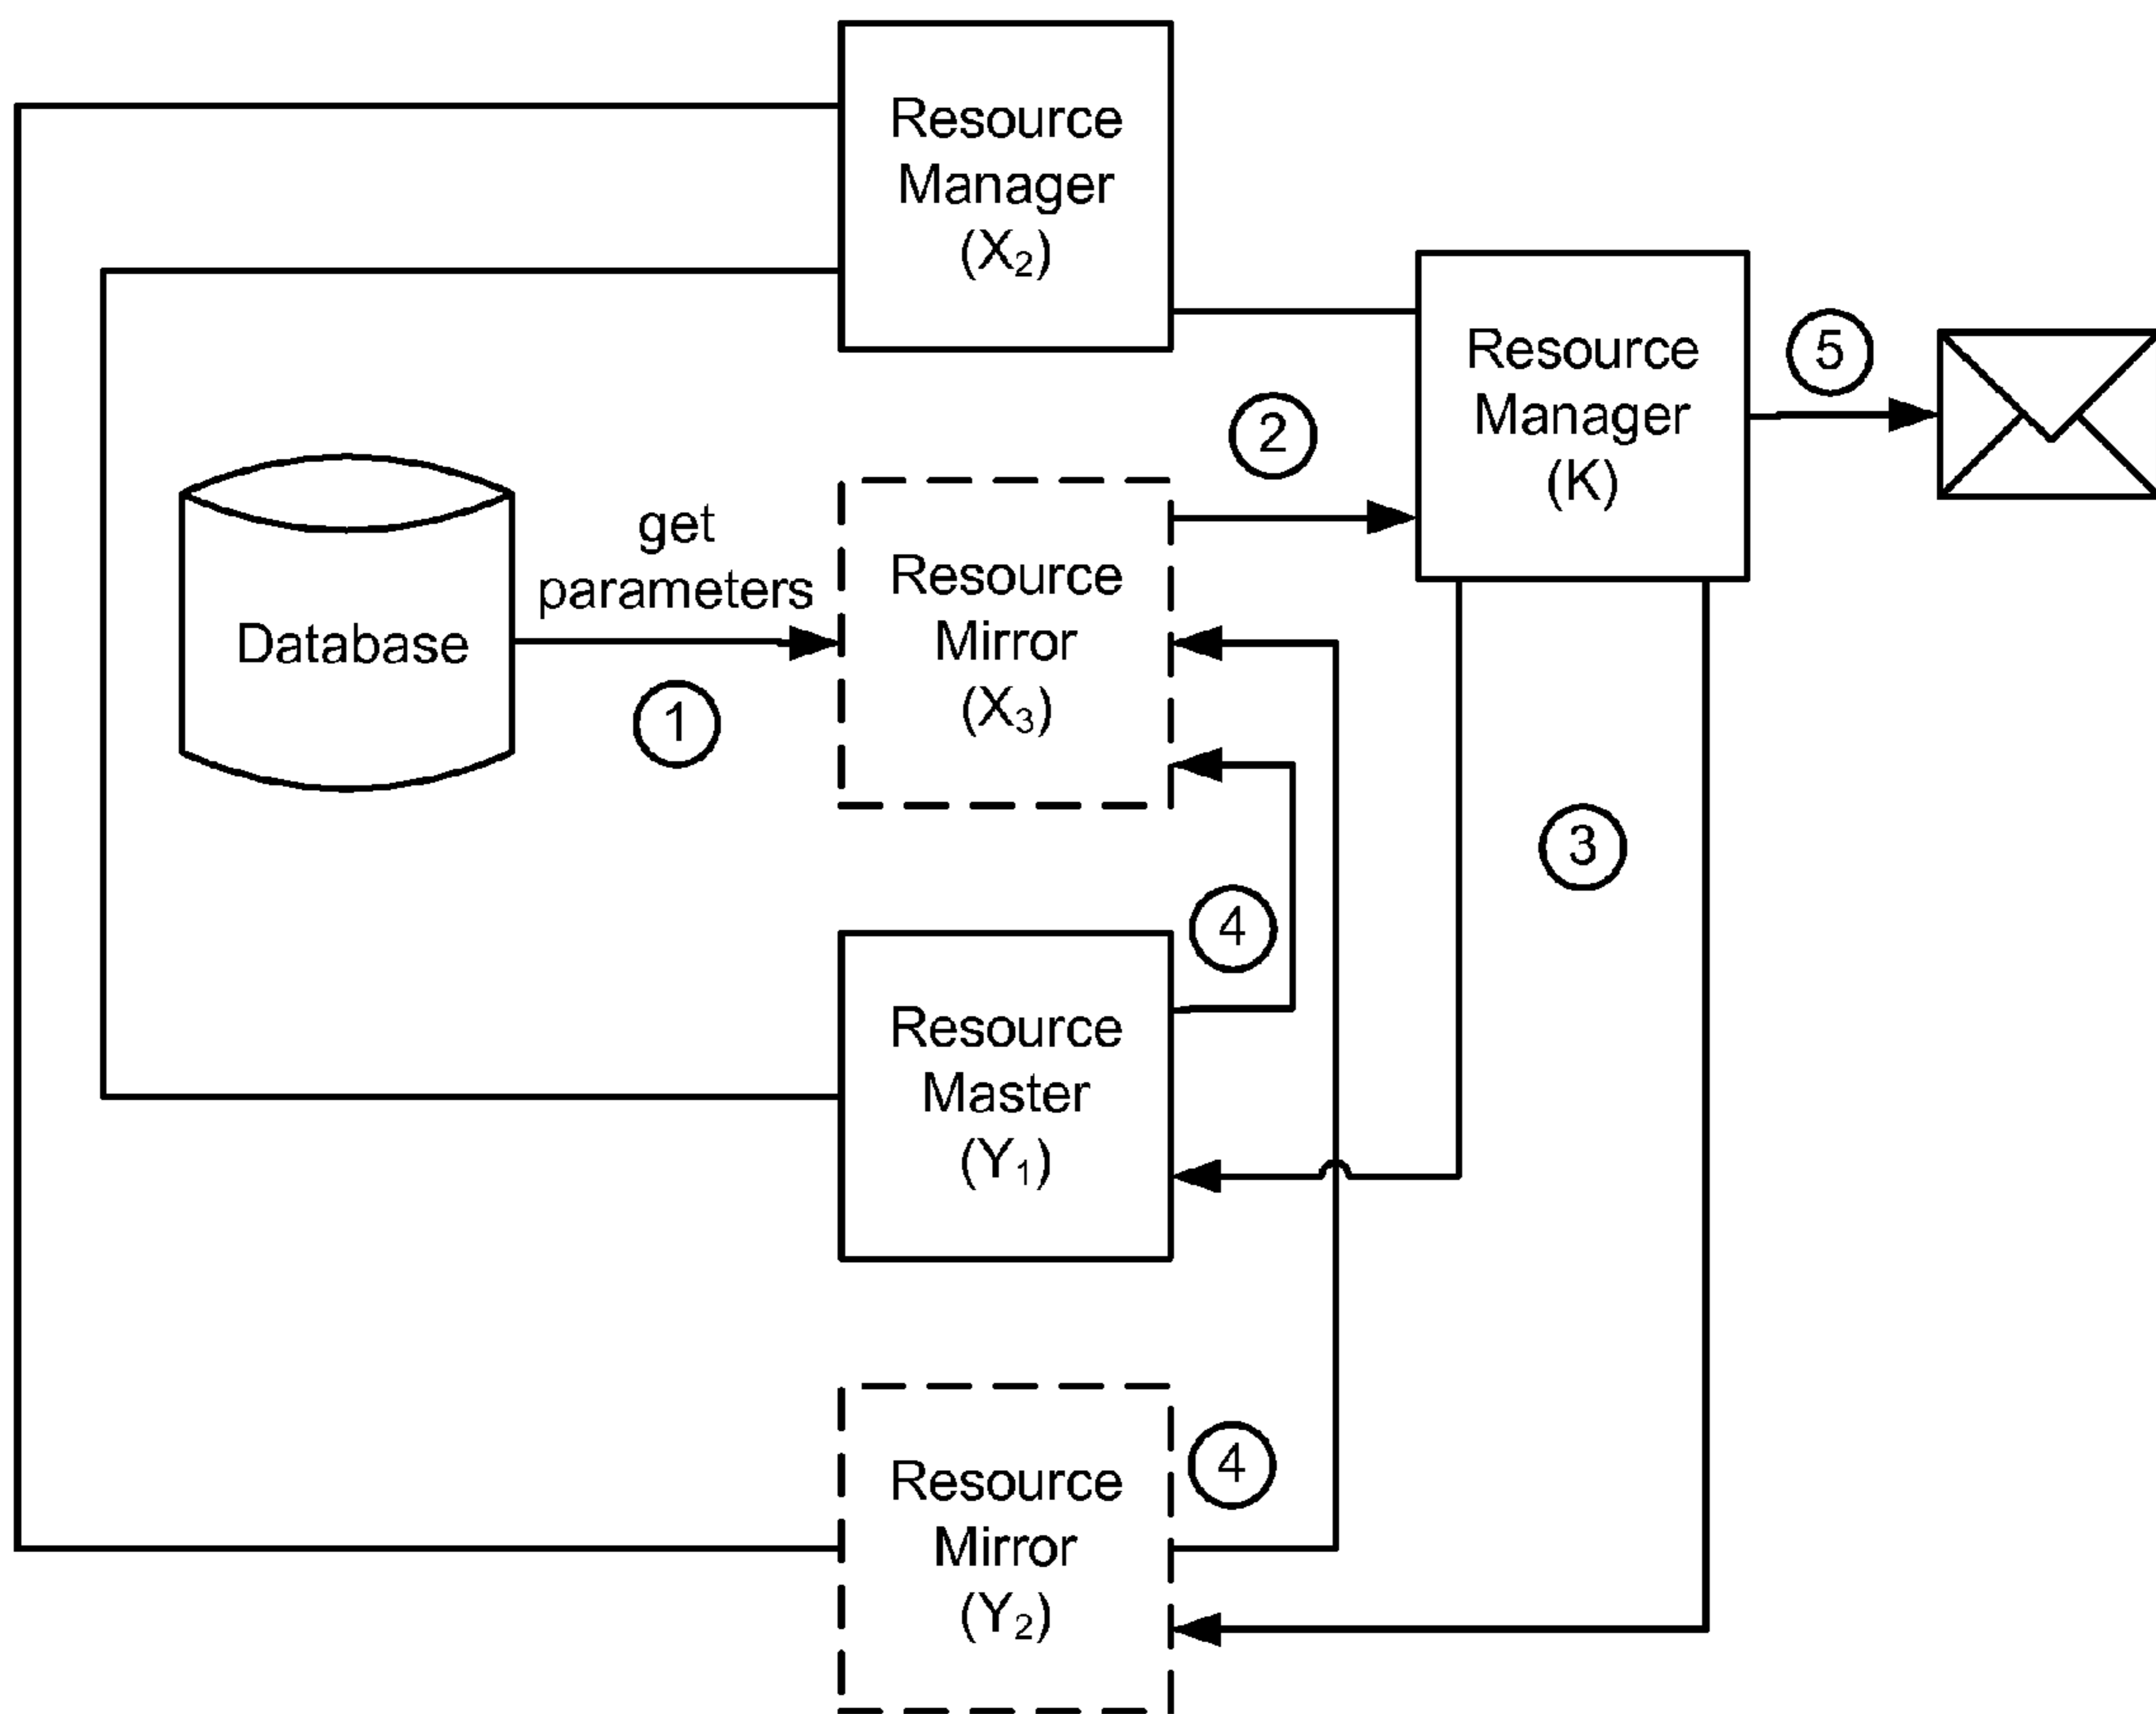 Resource
Manager
(X₂)
Resource
Manager
(K)
5
2
get
parameters
Database
1
Resource
Mirror
(X₃)
3
4
Resource
Master
(Y₁)
4
Resource
Mirror
(Y₂)